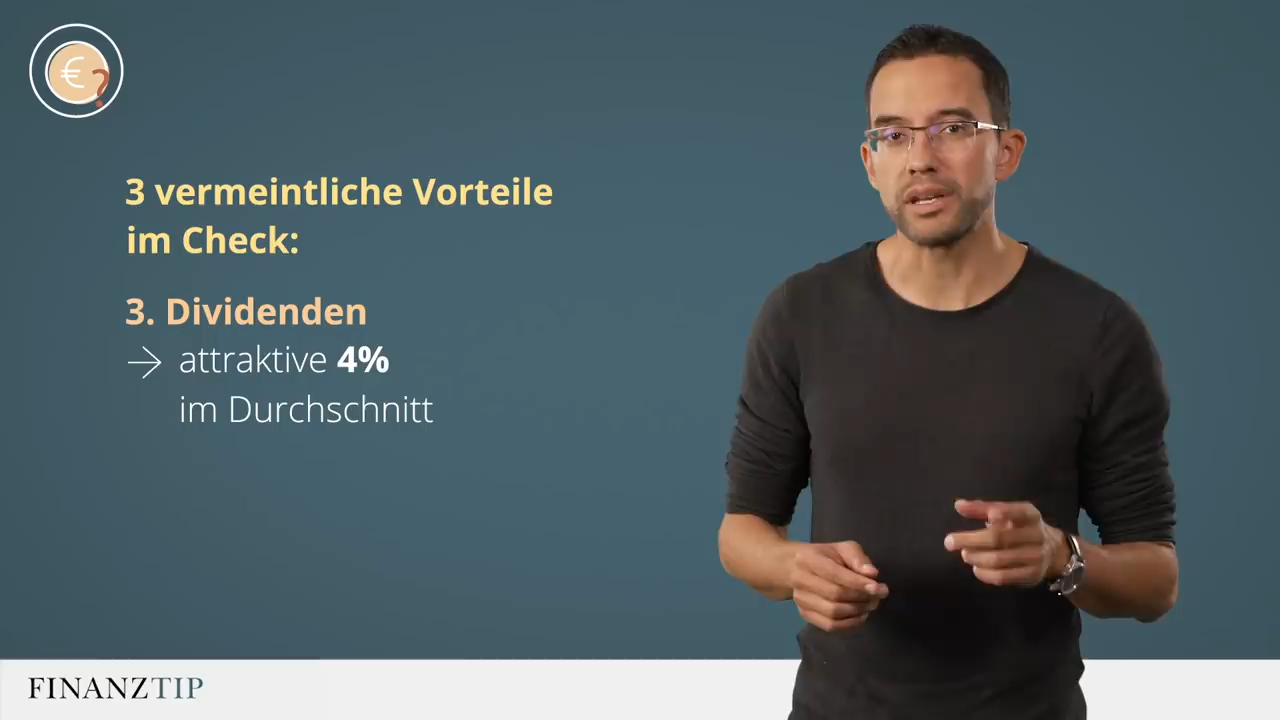 €?
3 vermeintliche Vorteile
im Check:
3. Dividenden
→ attraktive 4%
im Durchschnitt
FINANZTIP